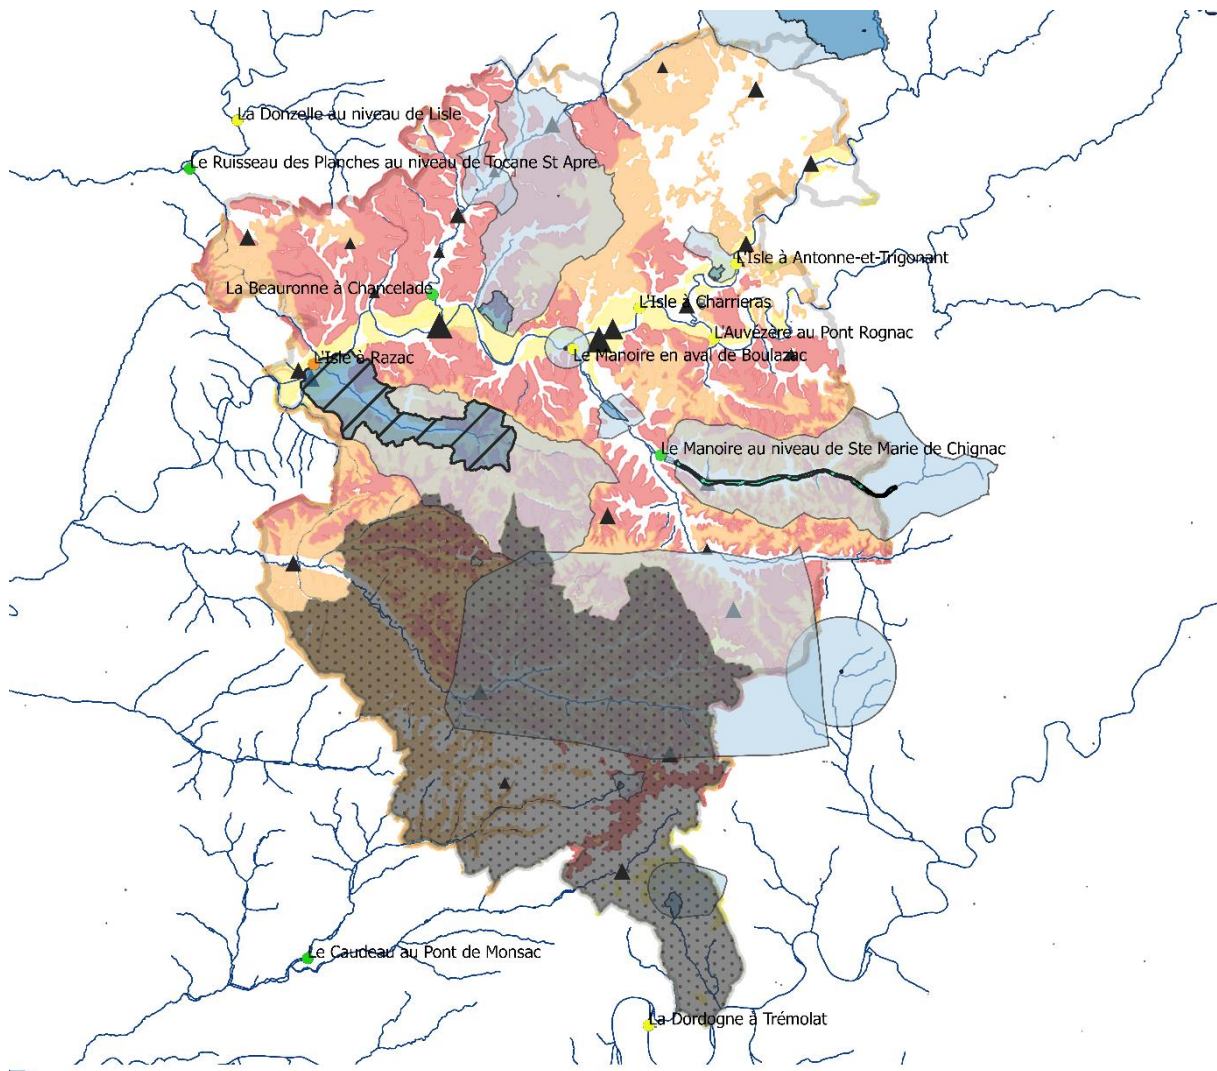 La Donzelle au niveau de Lisle
Le Ruisseau des Planches au niveau de Tocane St Apre
L'Isle à Antonne-et-Trigonant
La Beauronne à Chancelade
L'Isle à Charrieras
L'Auvézère au Pont Rognac
L'Isle à Razac
Le Manoire en aval de Boulazac
Le Manoire au niveau de Ste Marie de Chignac
Le Caudeau au Pont de Monsac
La Dordogne à Trémolat